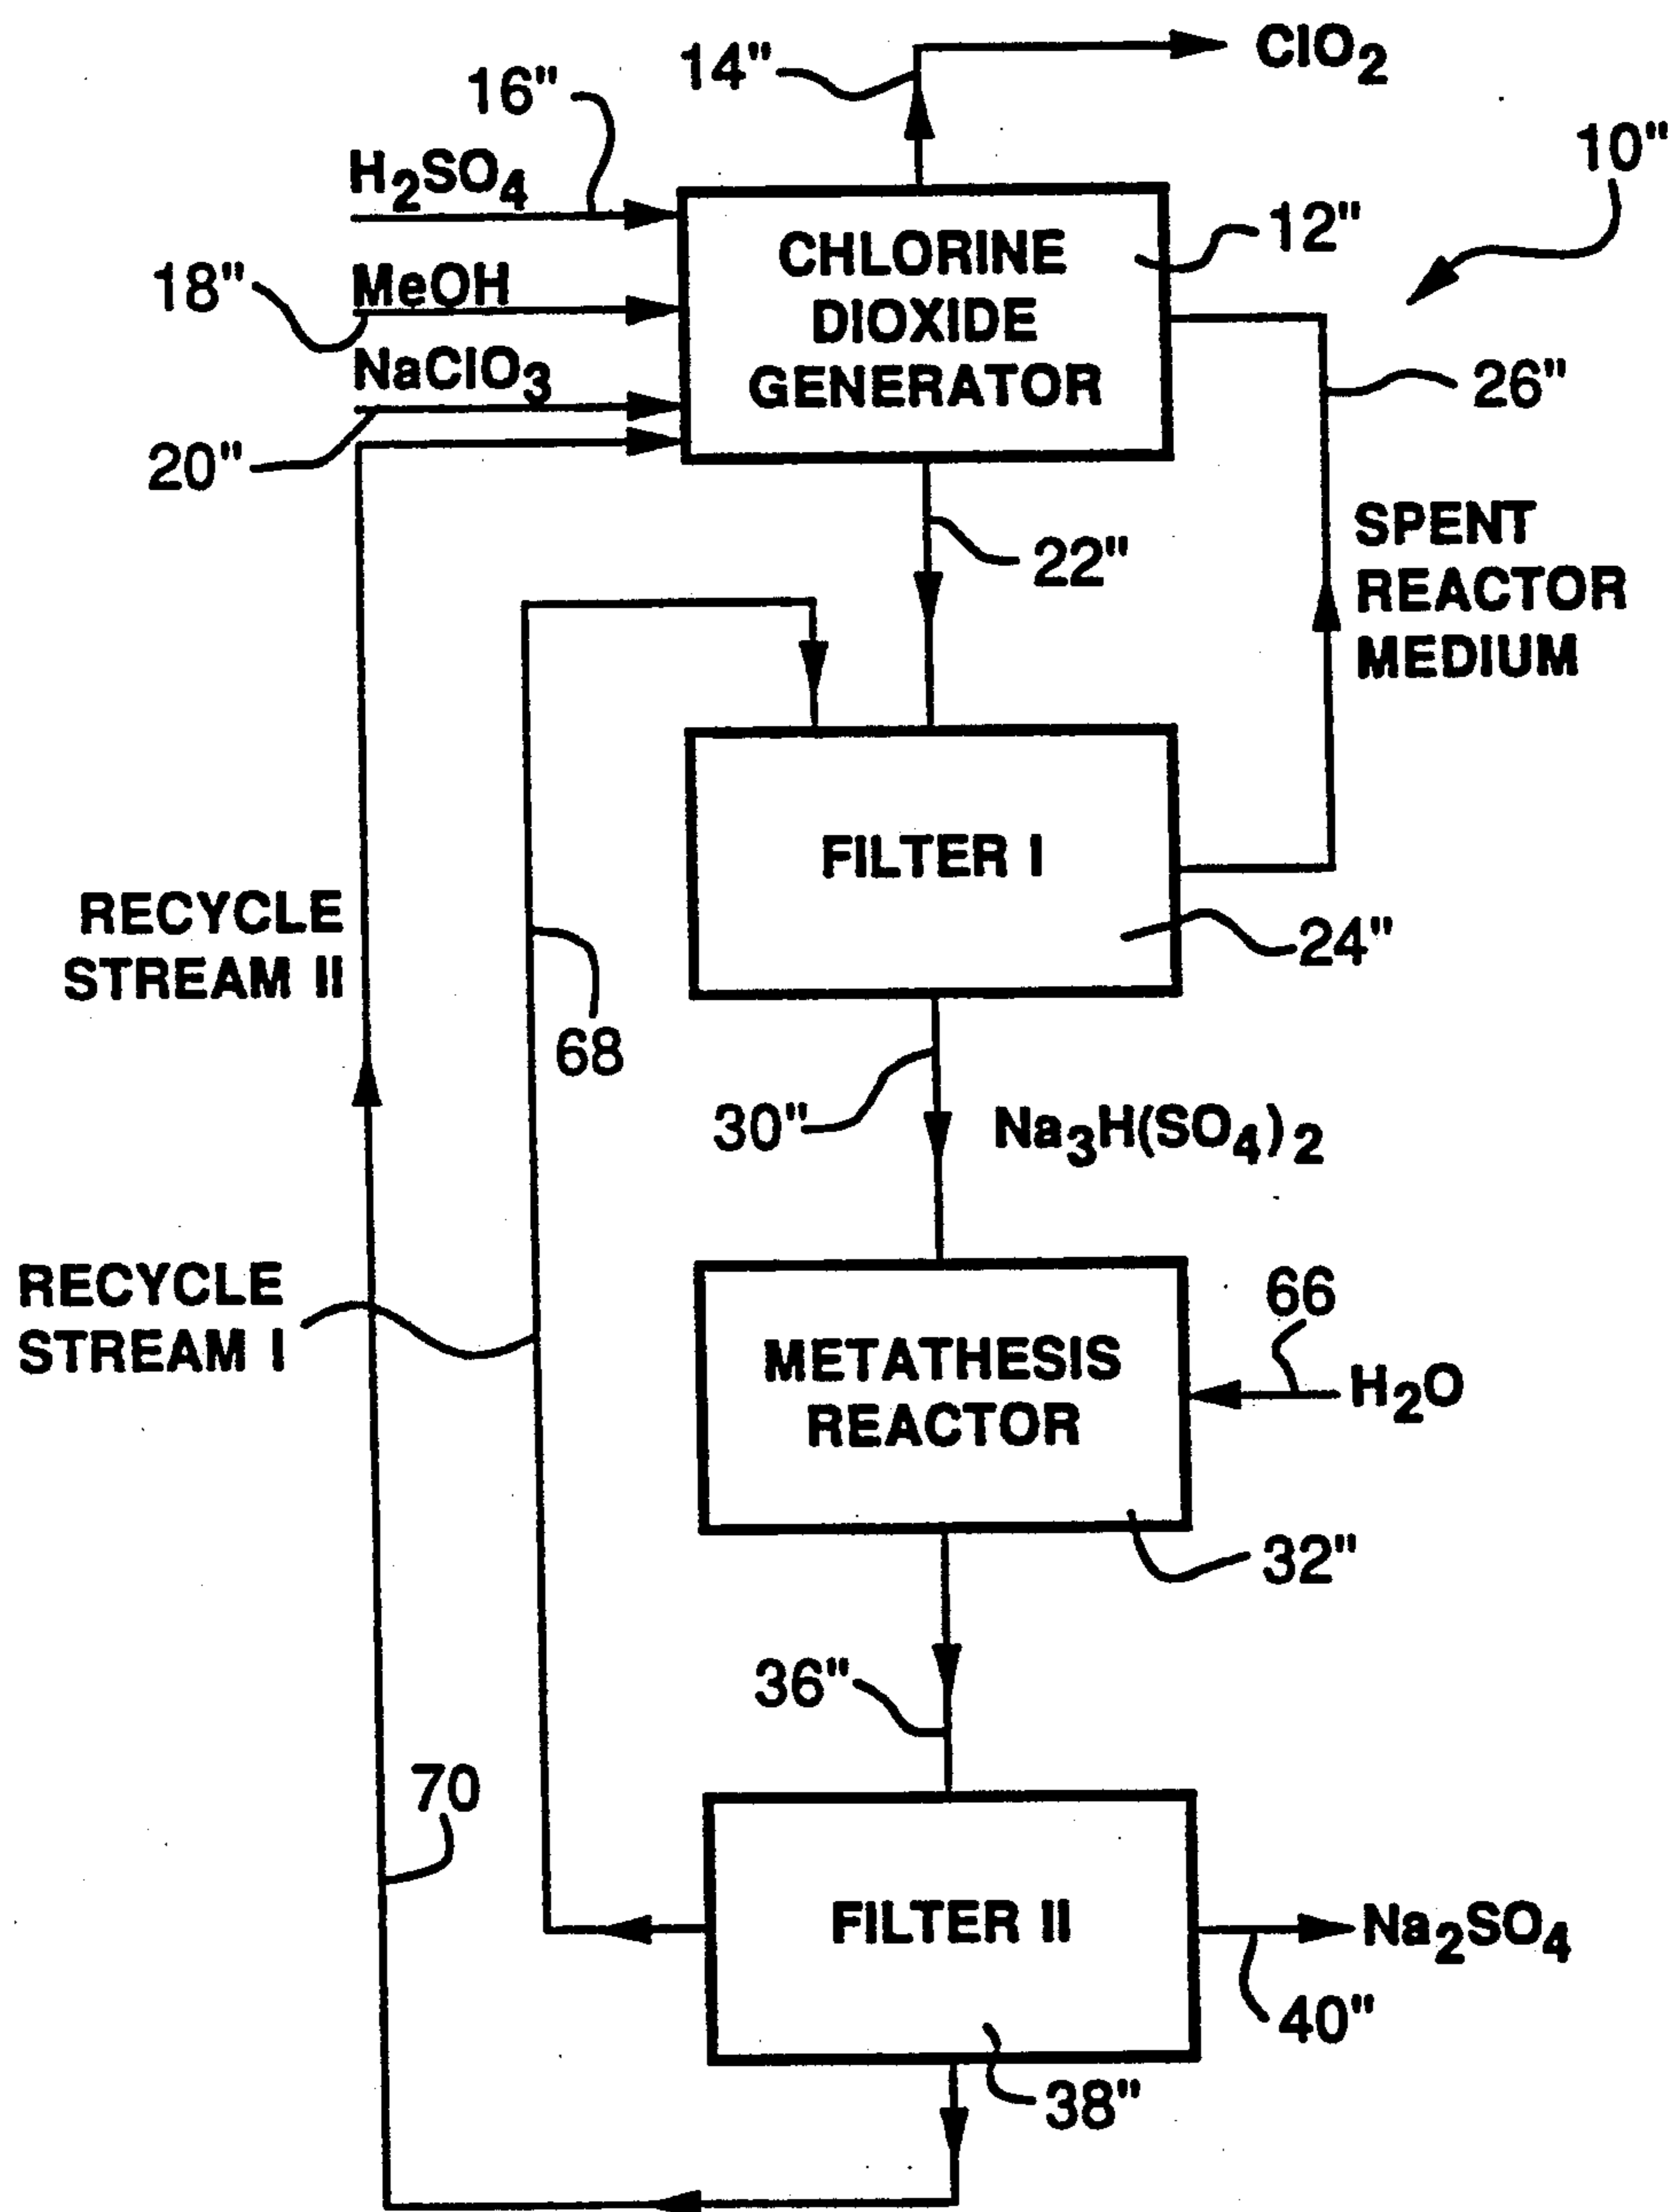 14"
ClO2
16"
10"
H2SO4
12"
CHLORINE
DIOXIDE
GENERATOR
18"
MeOH
NaClO3
26"
20"
SPENT
REACTOR
MEDIUM
22"
FILTER I
RECYCLE
STREAM II
24"
68
30"
Na3H(SO4)2
RECYCLE
STREAM I
66
METATHESIS
REACTOR
H2O
32"
36"
70
FILTER II
Na2SO4
40"
38"